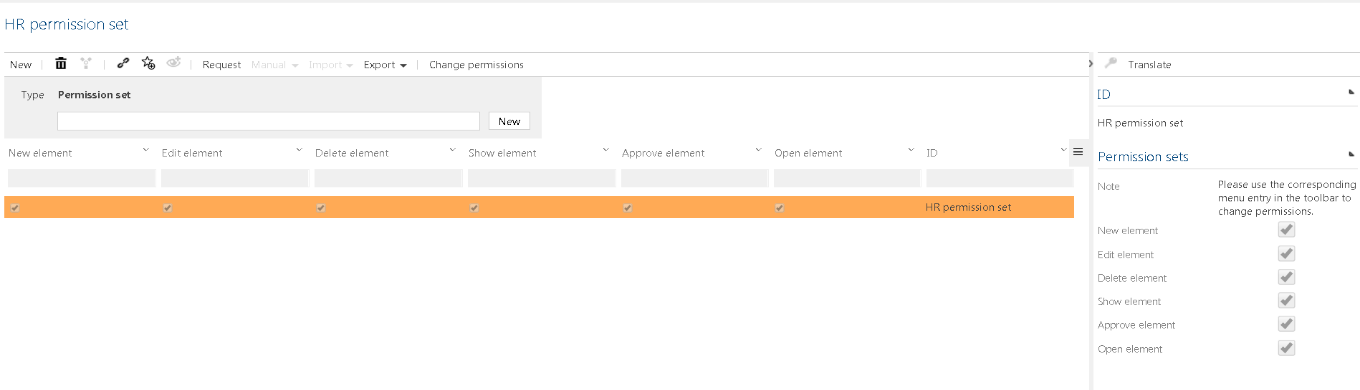 HR permission set
New Request Manual Import Export Change permissions
Type Permission set
New
New element Edit element Delete element Show element Approve element Open element ID
HR permission set
Translate
ID
HR permission set
Permission sets
Note Please use the corresponding
menu entry in the toolbar to
change permissions.
New element
Edit element
Delete element
Show element
Approve element
Open element